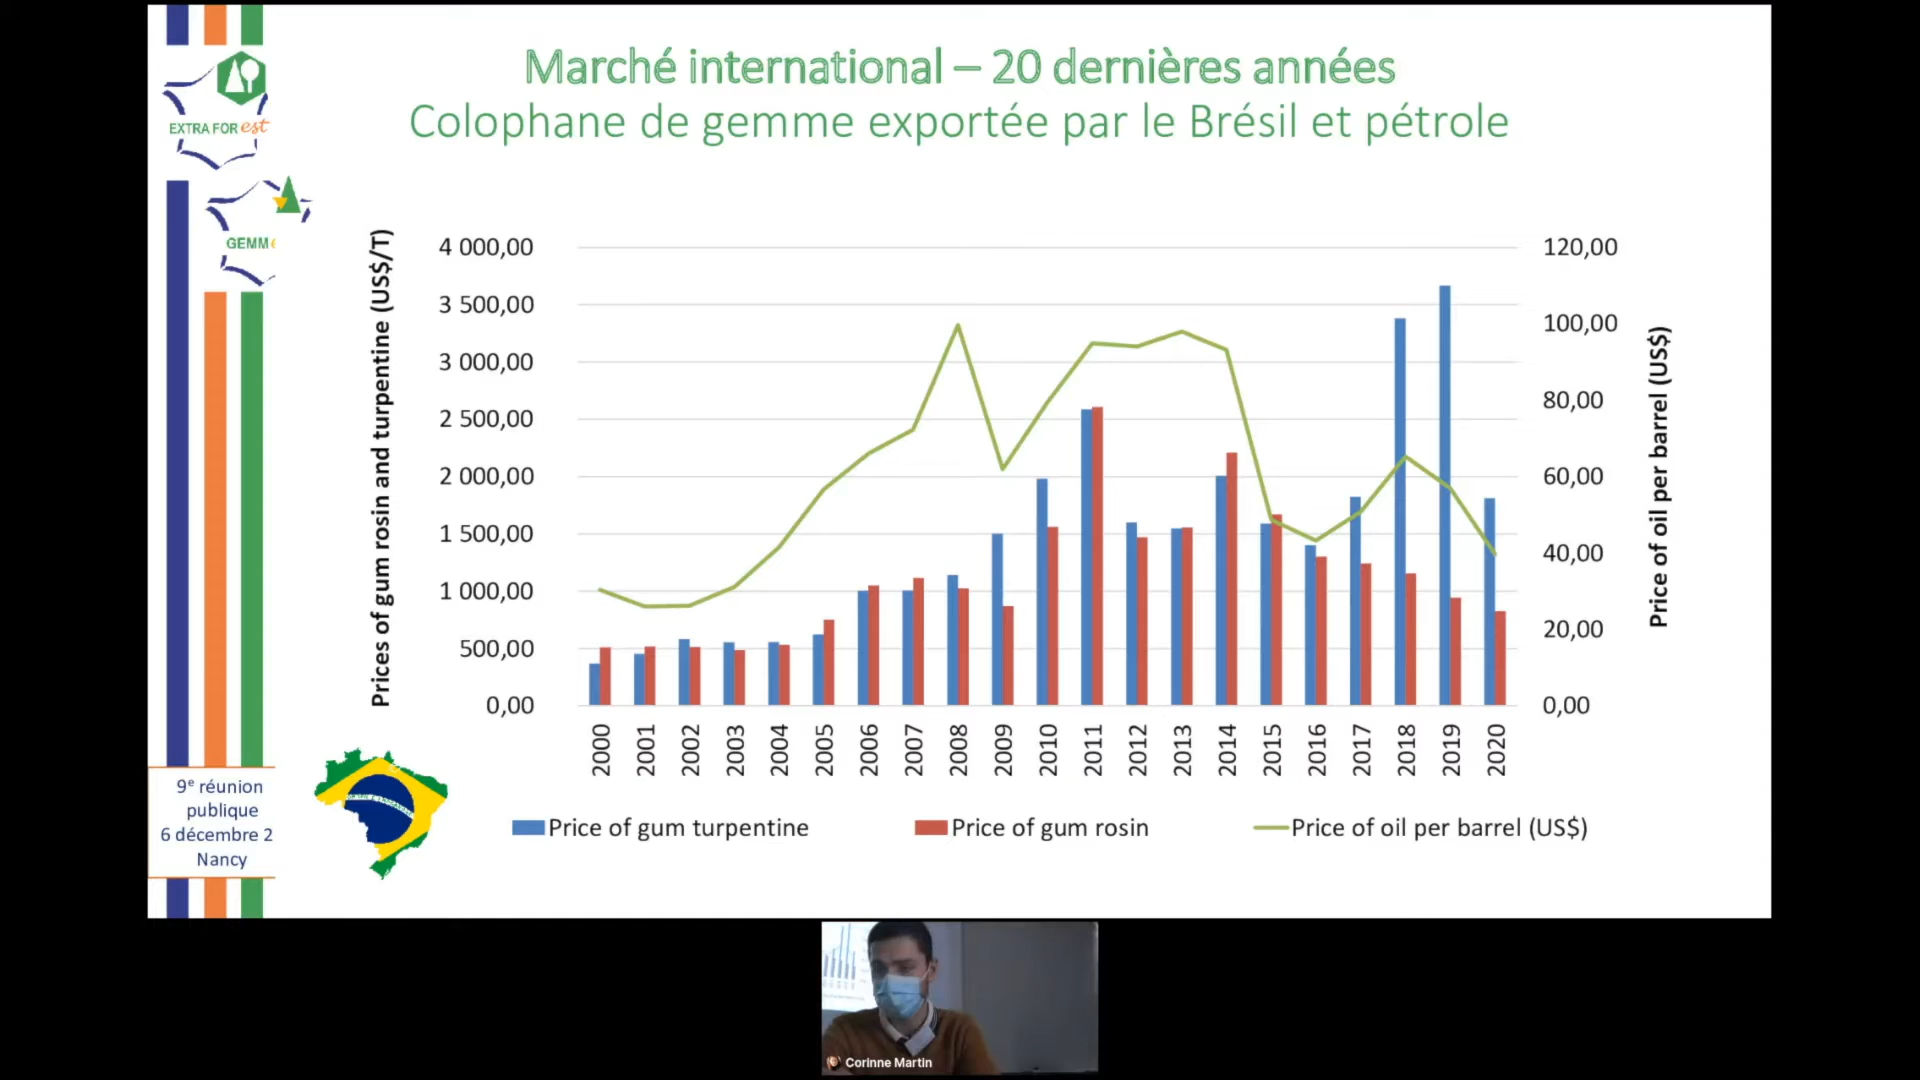 Marché international – 20 dernières années
Colophane de gemme exportée par le Brésil et pétrole
EXTRA FOR est
GEMM
Prices of gum rosin and turpentine (US$/T)
4 000,00
3 500,00
3 000,00
2 500,00
2 000,00
1 500,00
1 000,00
500,00
0,00
120,00
100,00
80,00
60,00
40,00
20,00
0,00
Price of oil per barrel (US$)
2000
2001
2002
2003
2004
2005
2006
2007
2008
2009
2010
2011
2012
2013
2014
2015
2016
2017
2018
2019
2020
Price of gum turpentine
Price of gum rosin
Price of oil per barrel (US$)
9e réunion
publique
6 décembre 2
Nancy
Corinne Martin